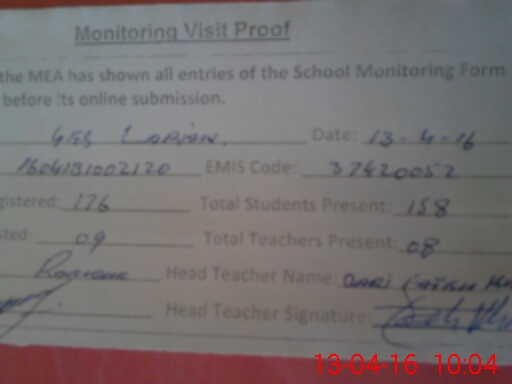 Monitoring Visit Proof
the MEA has shown all entries of the School Monitoring Form
before its online submission.
GES Date: 13-4-16
1604131002120 EMIS Code: 37420052
gistered: 176 Total Students Present: 158
sted: 09 Total Teachers Present: 08
Head Teacher Name:
Head Teacher Signature:
13-04-16 10:04